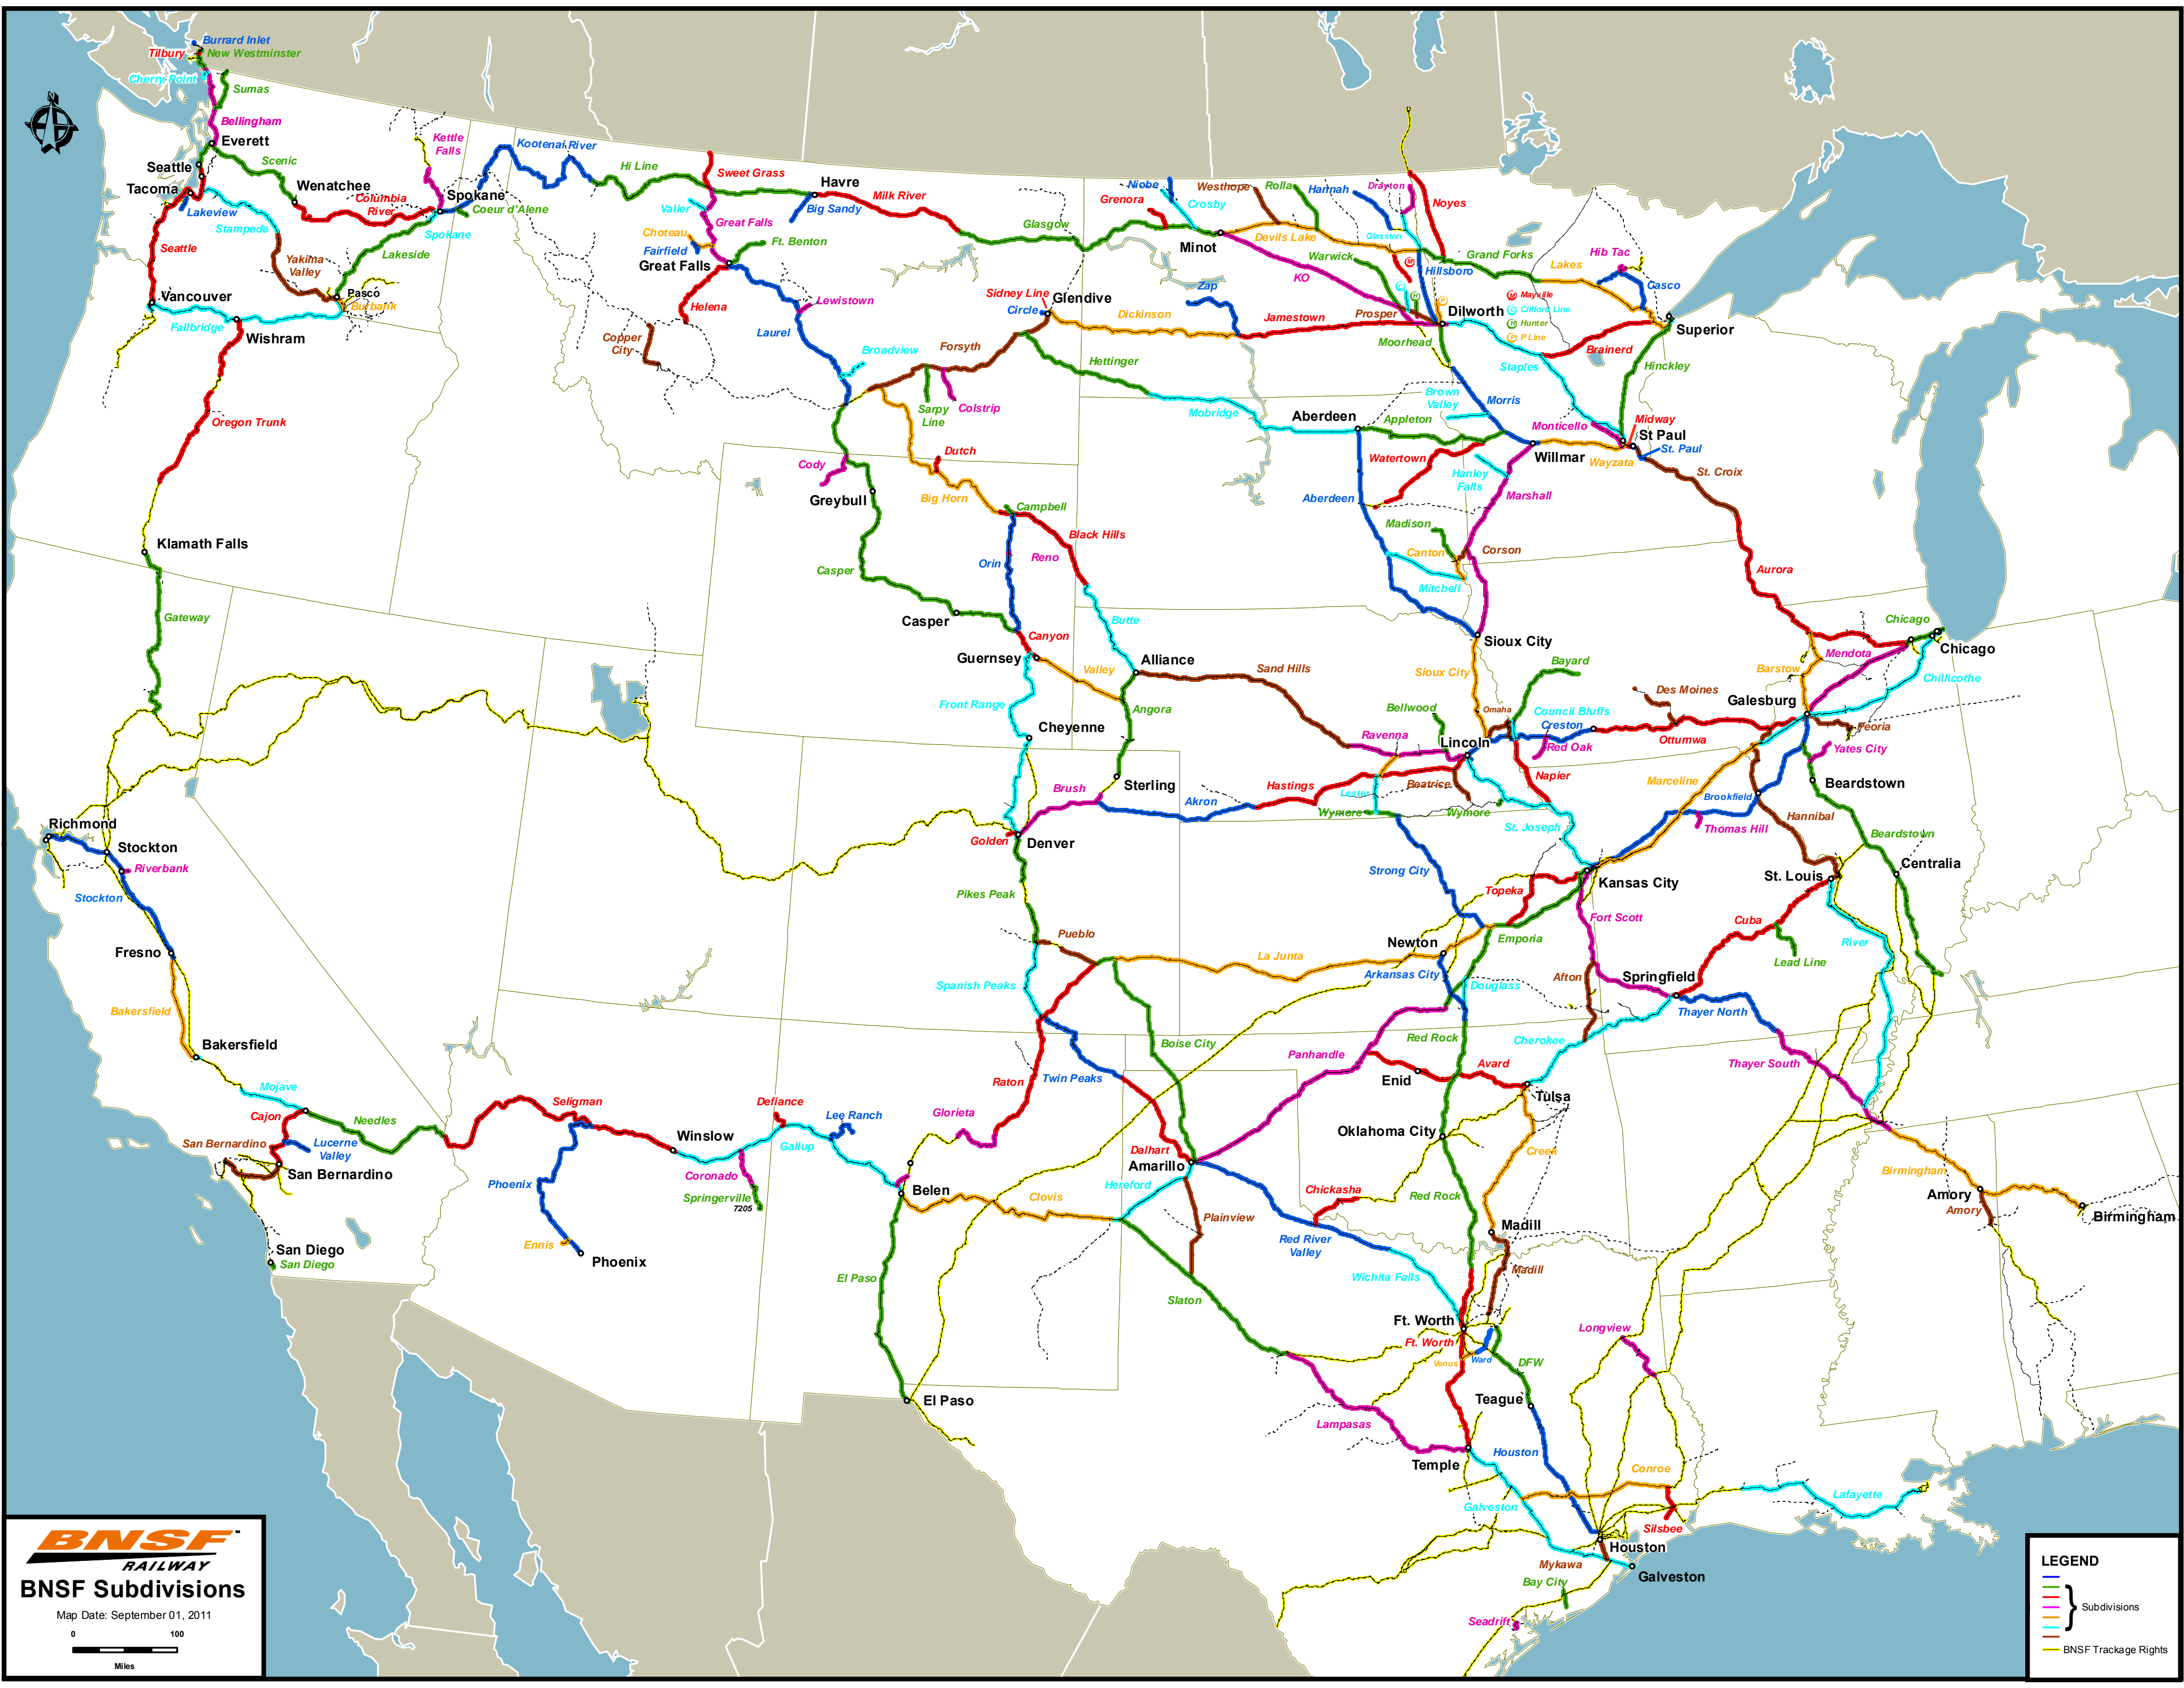 Burrard Inlet
Tilbury
New Westminster
Cherry Point
Sumas
Bellingham
Everett
Seattle
Scenic
Tacoma
Lakeview
Wenatchee
Columbia
River
Kettle
Falls
Spokane
Coeur d'Alene
Spokane
Stampede
Seattle
Yakima
Valley
Lakeside
Vancouver
Pasco
Burbank
Fallbridge
Wishram
Oregon Trunk
Klamath Falls
Gateway
Kootenai River
Hi Line
Sweet Grass
Valier
Great Falls
Choteau
Fairfield
Great Falls
Ft. Benton
Havre
Big Sandy
Milk River
Helena
Copper
City
Lewistown
Laurel
Broadview
Glasgow
Sidney Line
Circle
Glendive
Forsyth
Sarpy
Line
Colstrip
Dickinson
Hettinger
Mobridge
Niobe
Grenora
Crosby
Westhope
Rolla
Hannah
Drayton
Noyes
Minot
Devils Lake
Glasston
Warwick
KO
Zap
Jamestown
Prosper
Moorhead
Hillsboro
Grand Forks
Dilworth
M
M Mayville
Cl Clifford Line
H Hunter
P P Line
Lakes
Hib Tac
Casco
Superior
Brainerd
Hinckley
Staples
Brown
Valley
Morris
Monticello
Midway
St Paul
St. Paul
Willmar
Wayzata
St. Croix
Aberdeen
Appleton
Watertown
Hanley
Falls
Marshall
Aberdeen
Madison
Canton
Corson
Mitchell
Sioux City
Sioux City
Cody
Greybull
Dutch
Big Horn
Campbell
Black Hills
Reno
Orin
Casper
Casper
Canyon
Guernsey
Butte
Valley
Alliance
Sand Hills
Front Range
Angora
Cheyenne
Sterling
Brush
Akron
Golden
Denver
Hastings
Ravenna
Bellwood
Lincoln
Omaha
Bayard
Council Bluffs
Creston
Red Oak
Des Moines
Ottumwa
Napier
Beatrice
Lester
Wymore
Wymore
St. Joseph
Aurora
Chicago
Chicago
Mendota
Barstow
Chillicothe
Galesburg
Peoria
Yates City
Beardstown
Marceline
Brookfield
Thomas Hill
Hannibal
Beardstown
Centralia
St. Louis
Kansas City
Topeka
Strong City
Emporia
Fort Scott
Cuba
Lead Line
River
Newton
Arkansas City
Douglass
Afton
Springfield
Thayer North
Thayer South
Cherokee
Pikes Peak
Pueblo
La Junta
Spanish Peaks
Boise City
Twin Peaks
Raton
Glorieta
Panhandle
Red Rock
Avard
Enid
Tulsa
Oklahoma City
Creek
Dalhart
Amarillo
Hereford
Chickasha
Red Rock
Plainview
Red River
Valley
Wichita Falls
Madill
Madill
Clovis
Belen
El Paso
El Paso
Slaton
Ft. Worth
Ft. Worth
Venus
Ward
DFW
Teague
Lampasas
Temple
Houston
Galveston
Longview
Conroe
Silsbee
Lafayette
Houston
Mykawa
Galveston
Bay City
Seadrift
Birmingham
Amory
Amory
Birmingham
Richmond
Stockton
Riverbank
Stockton
Fresno
Bakersfield
Bakersfield
Mojave
Cajon
Needles
San Bernardino
Lucerne
Valley
San Bernardino
San Diego
San Diego
Seligman
Phoenix
Ennis
Phoenix
Winslow
Defiance
Gallup
Lee Ranch
Coronado
Springerville
7205
BNSF
RAILWAY
BNSF Subdivisions
Map Date: September 01, 2011
0 100
Miles
LEGEND
Subdivisions
BNSF Trackage Rights